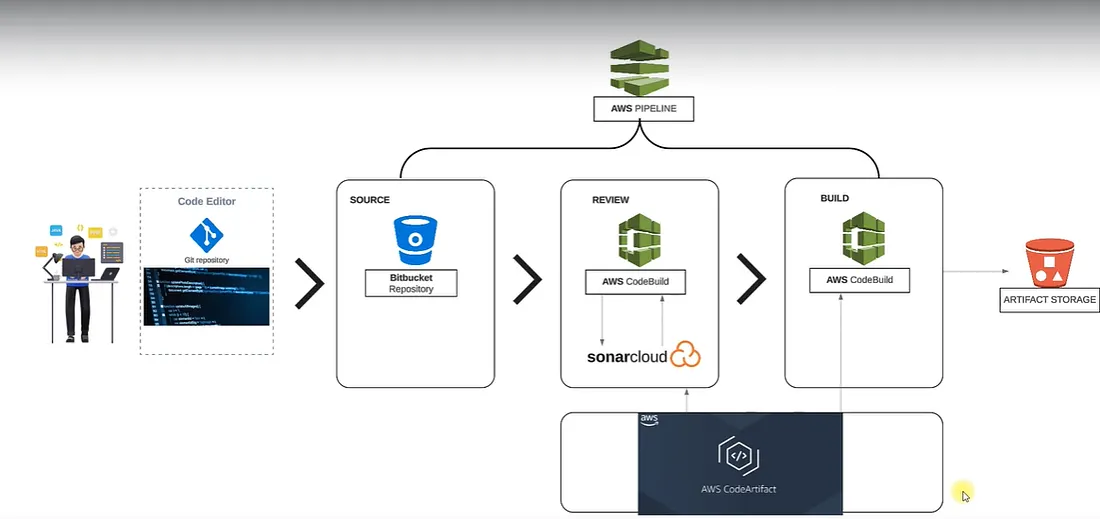 AWS PIPELINE
Code Editor
Git repository
SOURCE
Bitbucket
Repository
REVIEW
AWS CodeBuild
sonarcloud
BUILD
AWS CodeBuild
ARTIFACT STORAGE
aws
AWS CodeArtifact